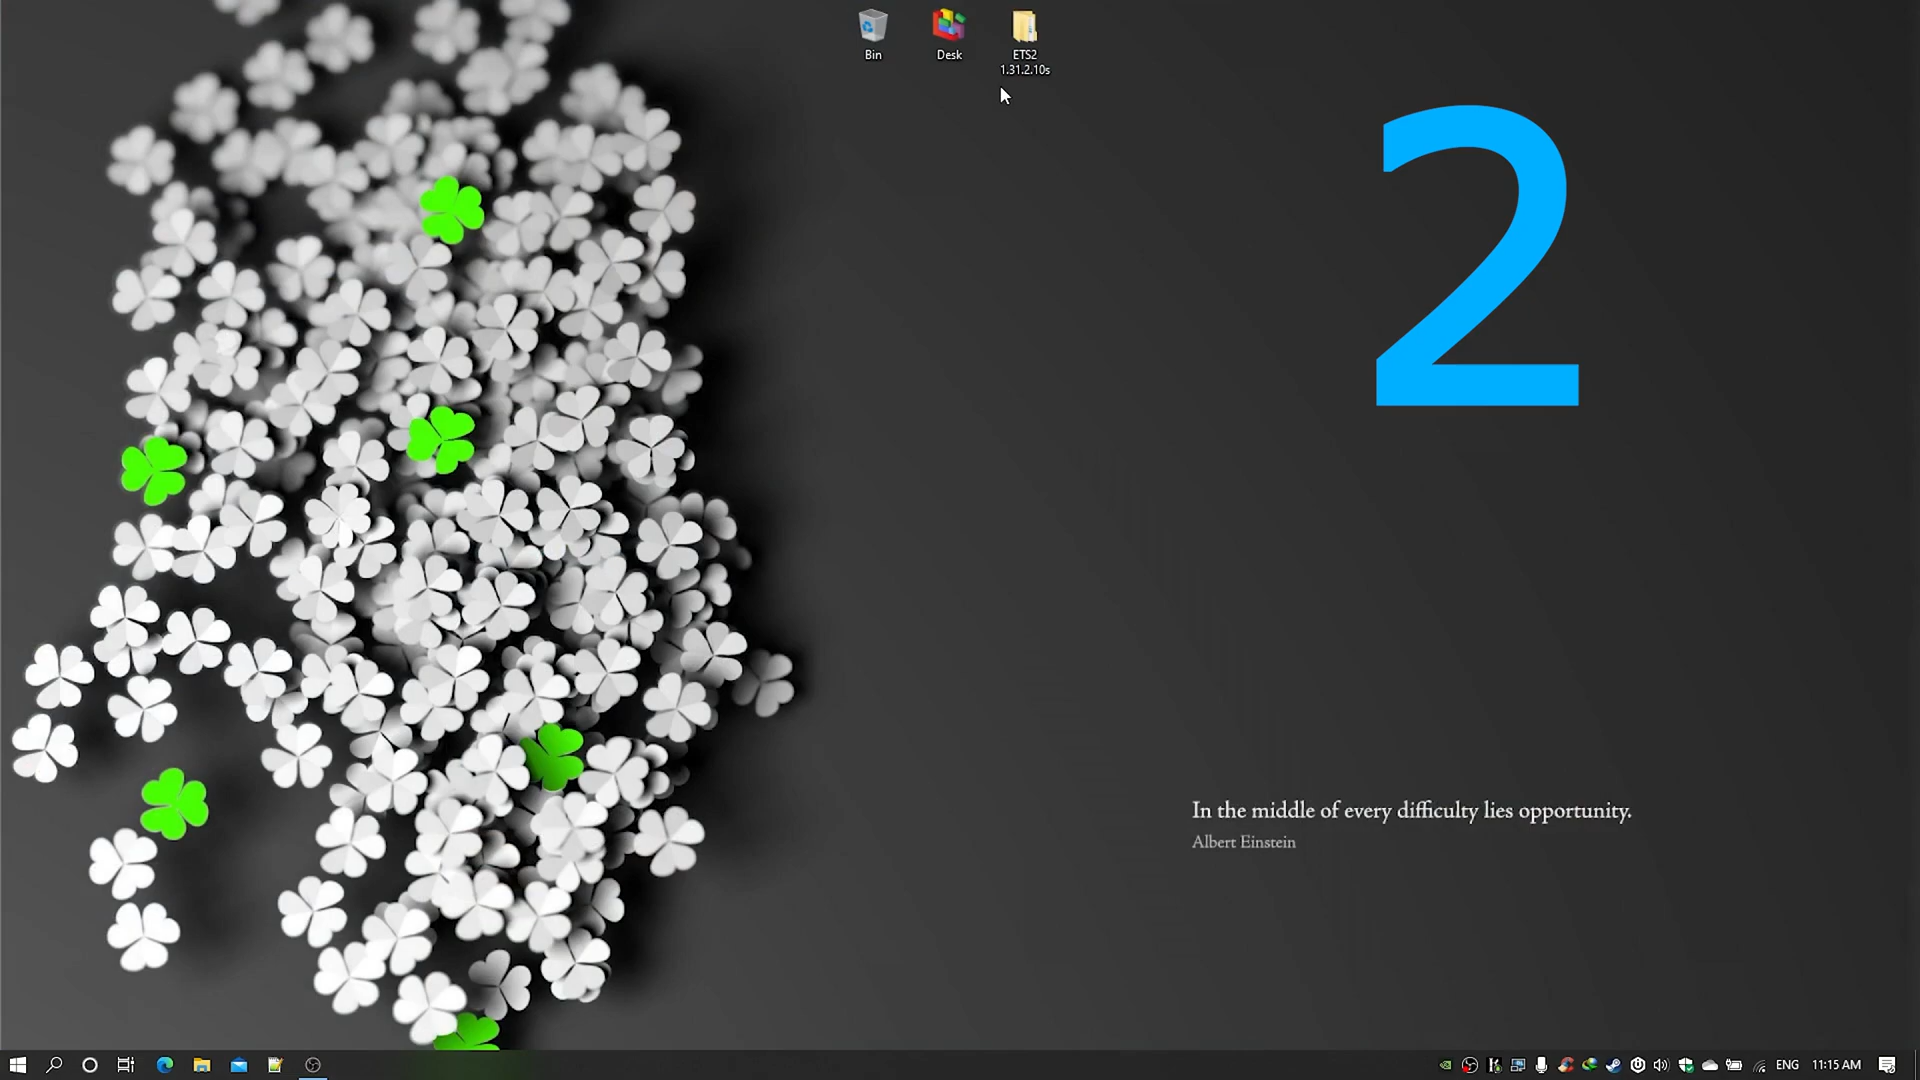 Bin
Desk
ETS2
1.31.2.10s
2
In the middle of every difficulty lies opportunity.
Albert Einstein
ENG
11:15 AM